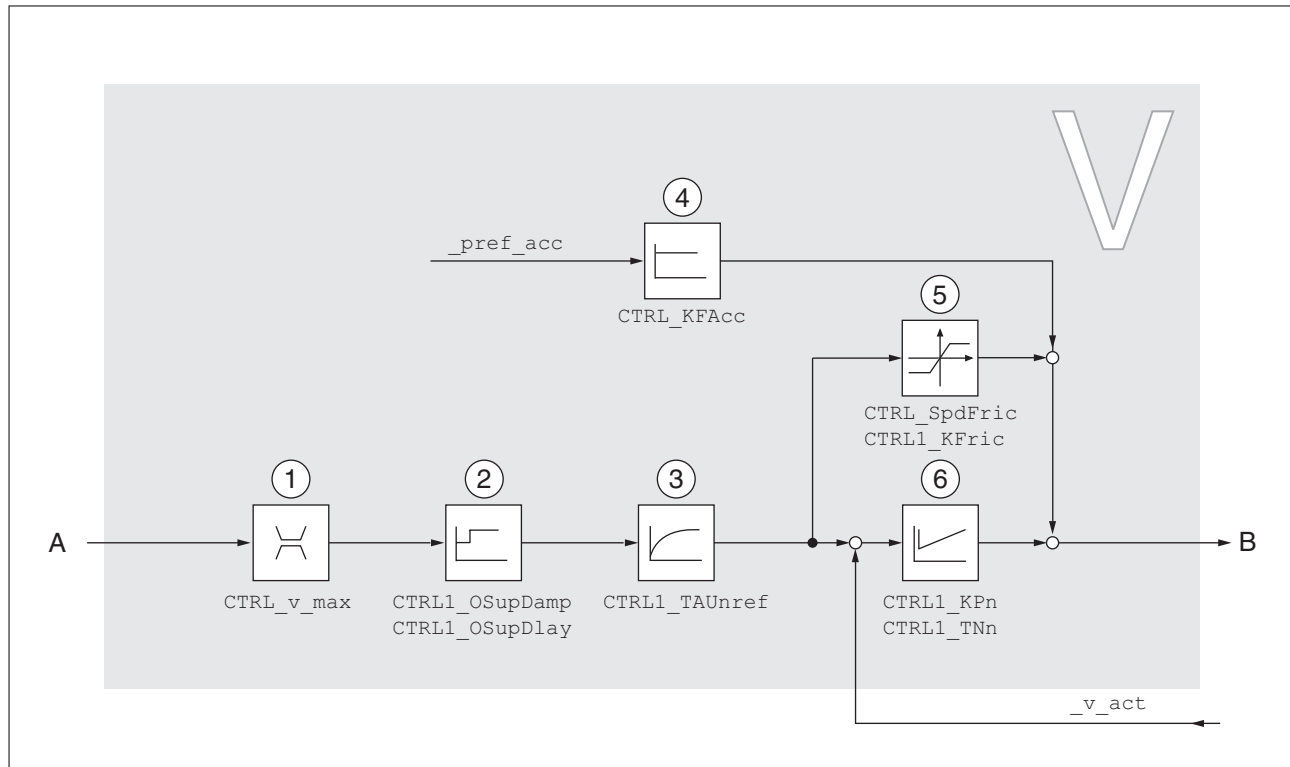 V
4
_pref_acc
CTRL_KFAcc
5
CTRL_SpdFric
CTRL1_KFric
1
2
3
6
A
B
CTRL_v_max
CTRL1_OSupDamp
CTRL1_OSupDlay
CTRL1_TAUnref
CTRL1_KPn
CTRL1_TNn
_v_act